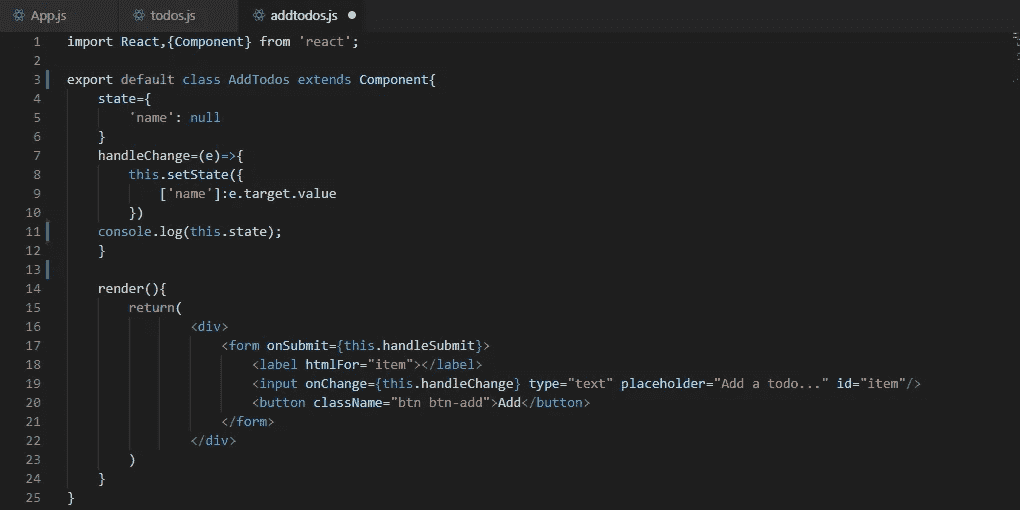 App.js
todos.js
addtodos.js
1 import React,{Component} from 'react';
2
3 export default class AddTodos extends Component{
4 state={
5 'name': null
6 }
7 handleChange=(e)=>{
8 this.setState({
9 ['name']:e.target.value
10 })
11 console.log(this.state);
12 }
13
14 render(){
15 return(
16 <div>
17 <form onSubmit={this.handleSubmit}>
18 <label htmlFor="item"></label>
19 <input onChange={this.handleChange} type="text" placeholder="Add a todo..." id="item"/>
20 <button className="btn btn-add">Add</button>
21 </form>
22 </div>
23 )
24 }
25 }